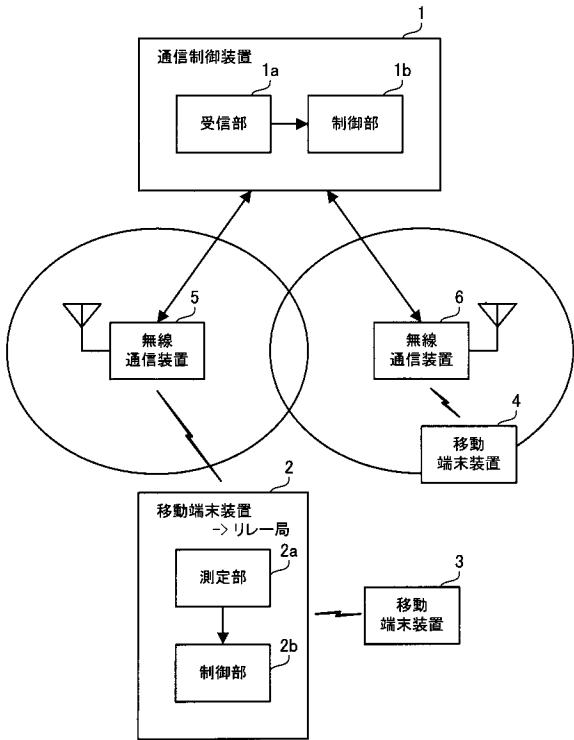 1
通信制御装置
1a
1b
受信部
制御部
5
6
無線
通信装置
無線
通信装置
4
移動
端末装置
2
移動端末装置
-> リレー局
2a
測定部
3
移動
端末装置
2b
制御部